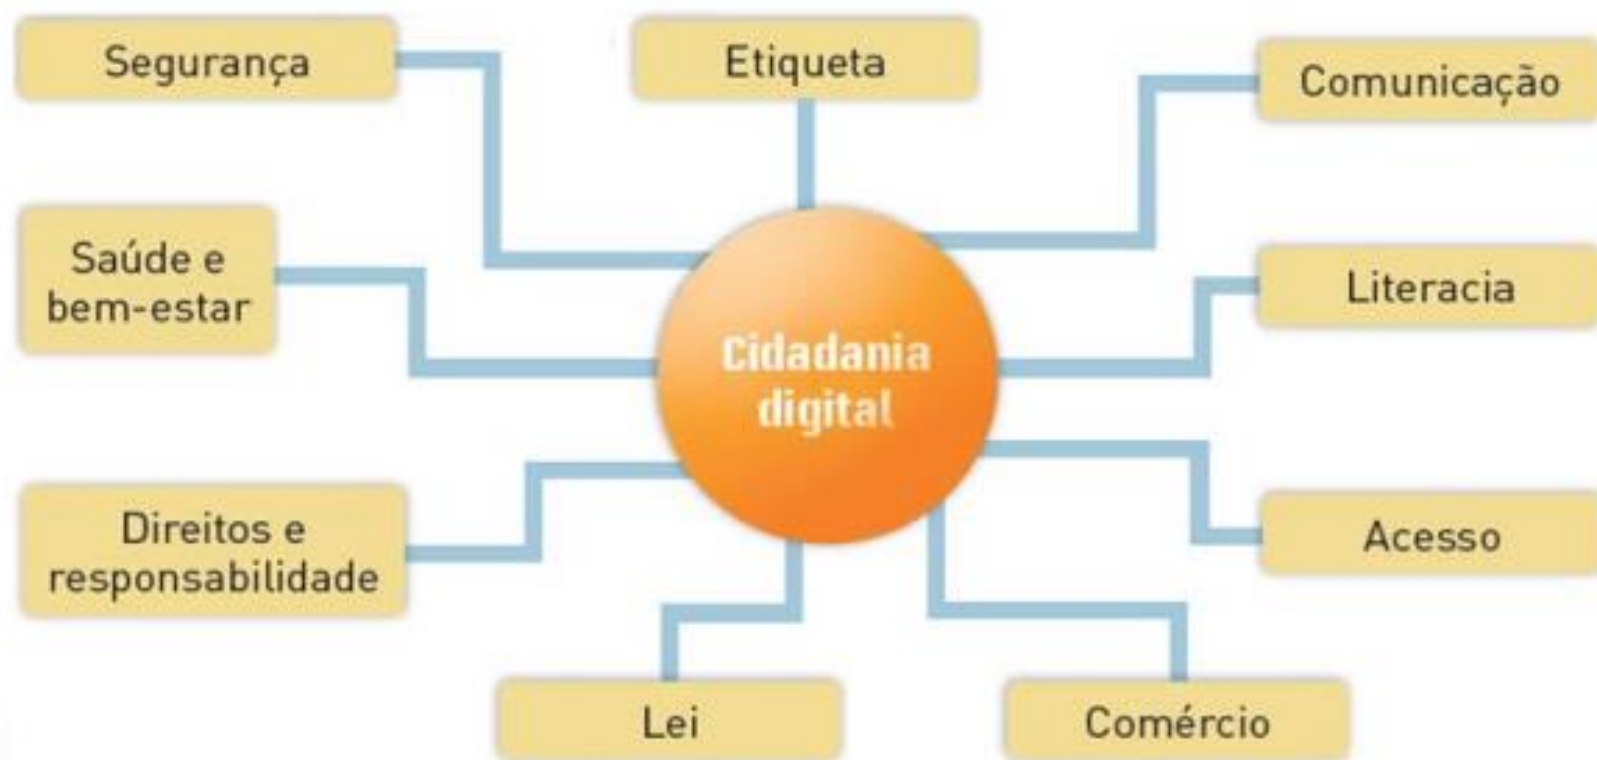 Segurança
Etiqueta
Comunicação
Saúde e
bem-estar
Literacia
Cidadania
digital
Direitos e
responsabilidade
Acesso
Lei
Comércio